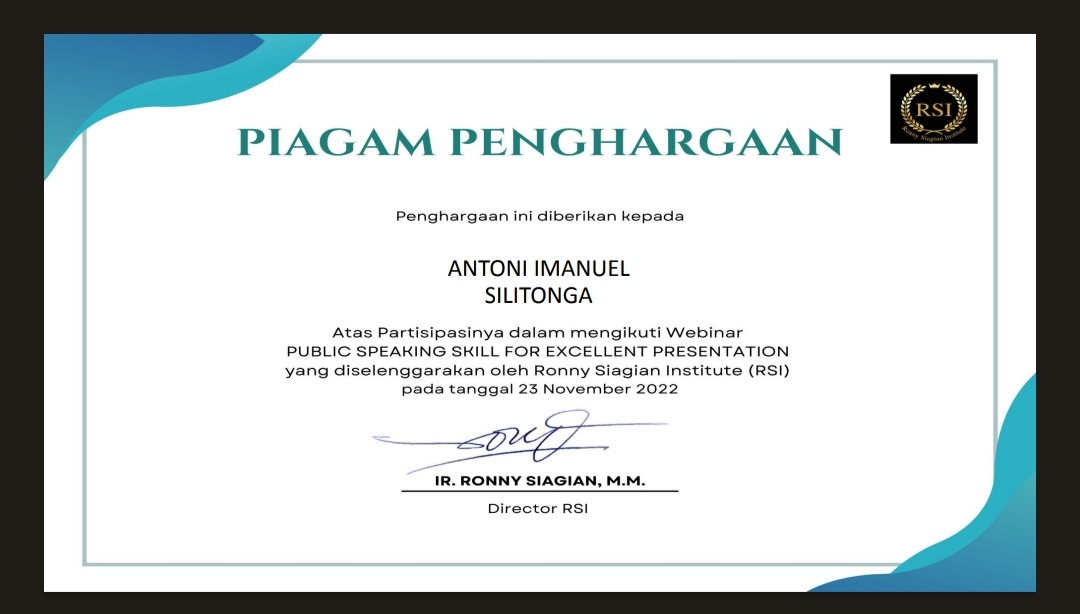 RSI
Ronny Siagian Institute
PIAGAM PENGHARGAAN
Penghargaan ini diberikan kepada
ANTONI IMANUEL
SILITONGA
Atas Partisipasinya dalam mengikuti Webinar
PUBLIC SPEAKING SKILL FOR EXCELLENT PRESENTATION
yang diselenggarakan oleh Ronny Siagian Institute (RSI)
pada tanggal 23 November 2022
IR. RONNY SIAGIAN, M.M.
Director RSI